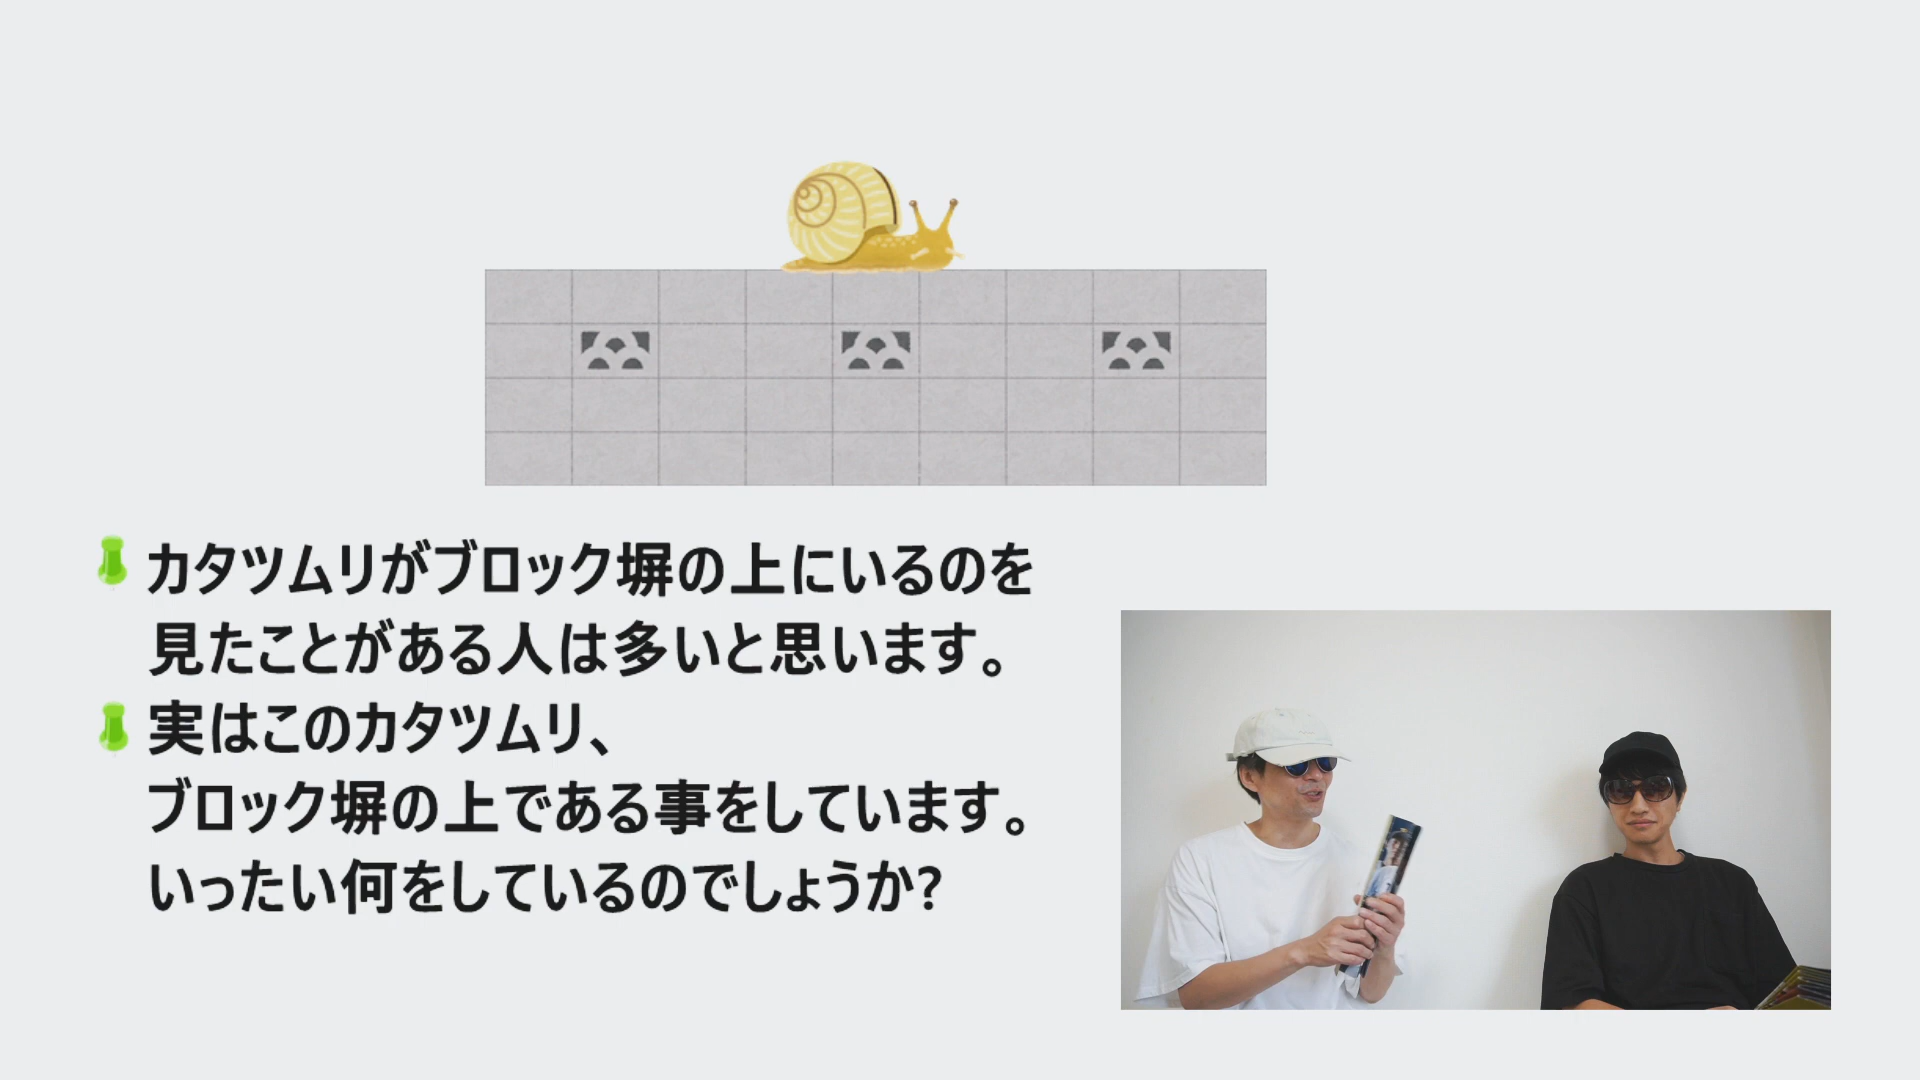 カタツムリがブロック塀の上にいるのを
見たことがある人は多いと思います。
実はこのカタツムリ、
ブロック塀の上である事をしています。
いったい何をしているのでしょうか?